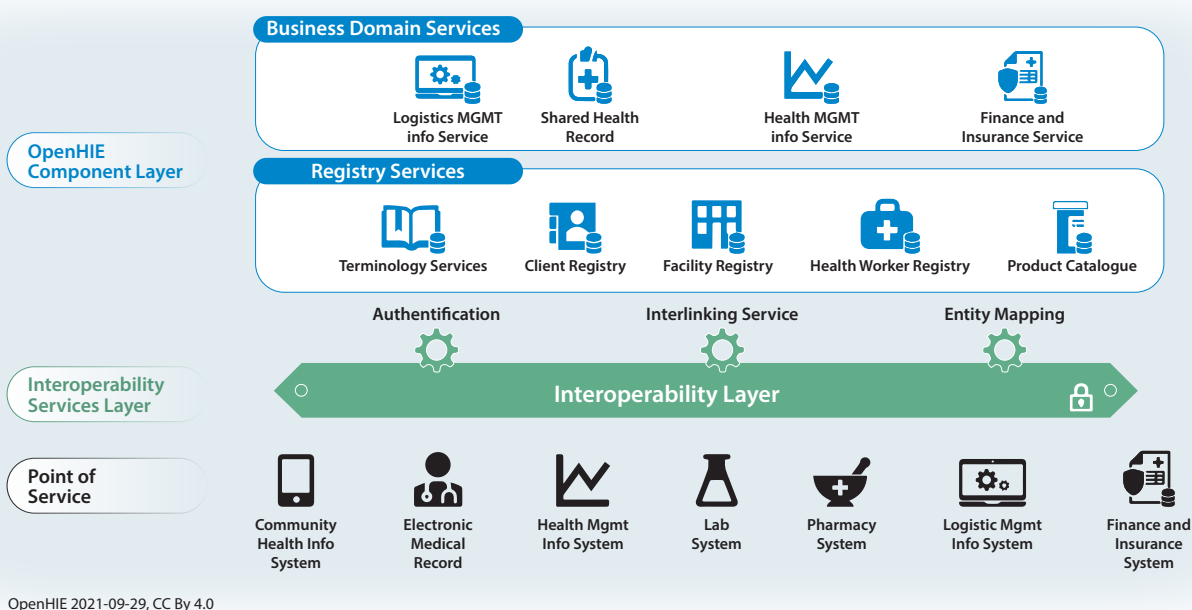 Business Domain Services
Logistics MGMT
info Service
Shared Health
Record
Health MGMT
info Service
Finance and
Insurance Service
OpenHIE
Component Layer
Registry Services
Terminology Services
Client Registry
Facility Registry
Health Worker Registry
Product Catalogue
Authentification
Interlinking Service
Entity Mapping
Interoperability
Services Layer
Interoperability Layer
Point of
Service
Community
Health Info
System
Electronic
Medical
Record
Health Mgmt
Info System
Lab
System
Pharmacy
System
Logistic Mgmt
Info System
Finance and
Insurance
System
OpenHIE 2021-09-29, CC By 4.0